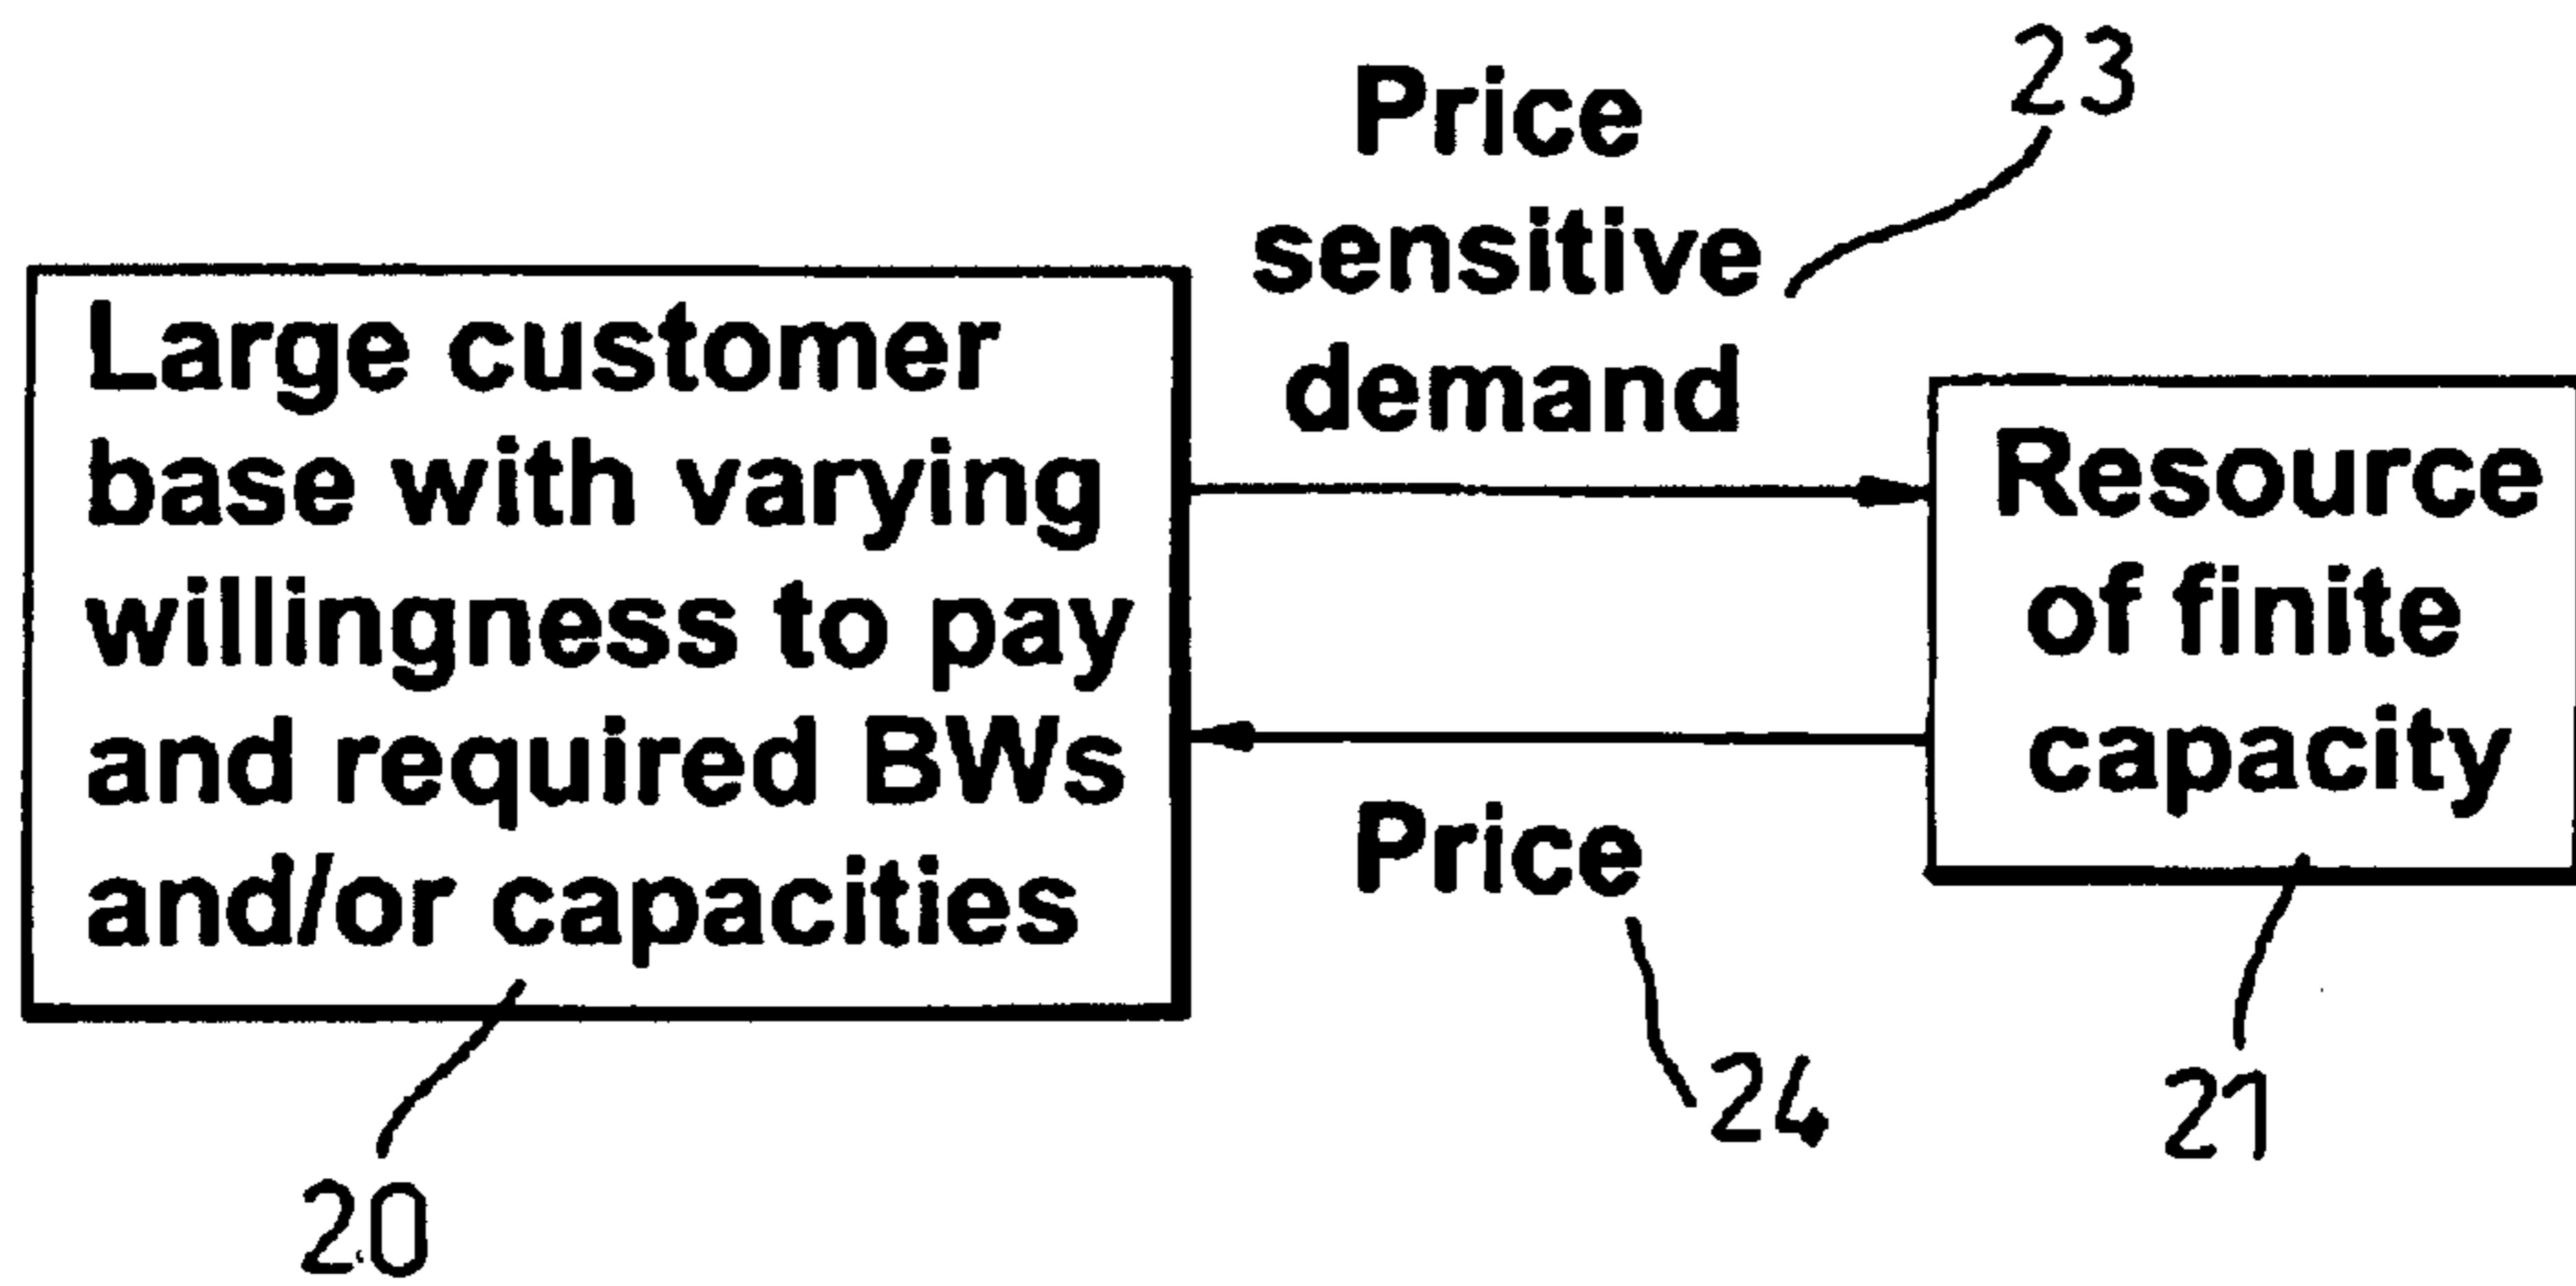 23
Price
sensitive
demand
Large customer
base with varying
willingness to pay
and required BWs
and/or capacities
Resource
of finite
capacity
Price
24
21
20